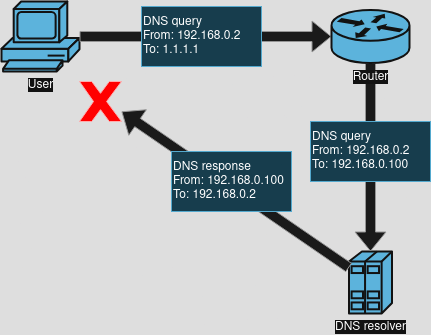 DNS query
From: 192.168.0.2
To: 1.1.1.1
User
Router
DNS query
From: 192.168.0.2
To: 192.168.0.100
DNS response
From: 192.168.0.100
To: 192.168.0.2
DNS resolver